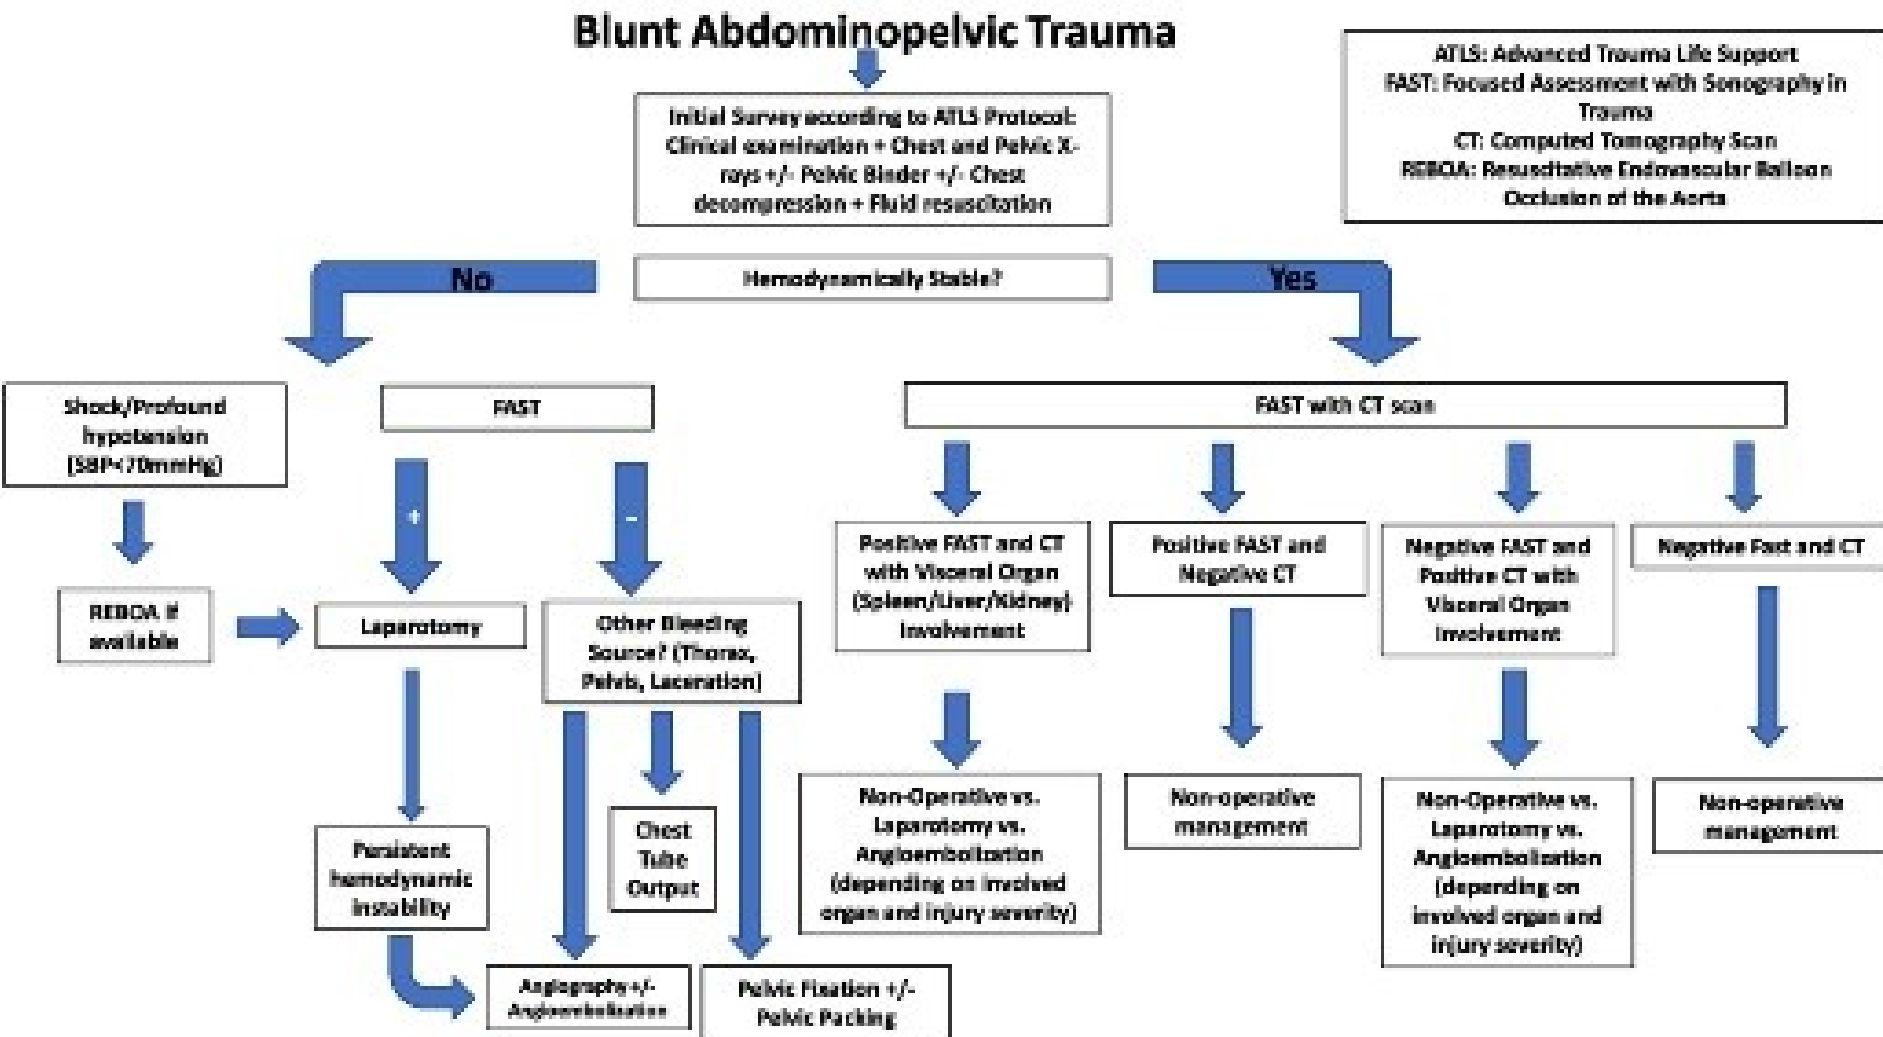 Blunt Abdominopelvic Trauma
ATLS: Advanced Trauma Life Support
FAST: Focused Assessment with Sonography in
Trauma
CT: Computed Tomography Scan
REBOA: Resuscitative Endovascular Balloon
Occlusion of the Aorta
Initial Survey according to ATLS Protocol:
Clinical examination + Chest and Pelvic X-
rays +/- Pelvic Binder +/- Chest
decompression + Fluid resuscitation
No
Hemodynamically Stable?
Yes
Shock/Profound
hypotension
(SBP<70mmHg)
FAST
FAST with CT scan
+
-
REBOA if
available
Laparotomy
Other Bleeding
Source? (Thorax,
Pelvis, Laceration)
Positive FAST and CT
with Visceral Organ
(Spleen/Liver/Kidney)
Involvement
Positive FAST and
Negative CT
Negative FAST and
Positive CT with
Visceral Organ
Involvement
Negative Fast and CT
Persistent
hemodynamic
instability
Chest
Tube
Output
Non-Operative vs.
Laparotomy vs.
Angioembolization
(depending on involved
organ and injury severity)
Non-operative
management
Non-Operative vs.
Laparotomy vs.
Angioembolization
(depending on
involved organ and
injury severity)
Non-operative
management
Angiography +/-
Angioembolization
Pelvic Fixation +/-
Pelvic Packing